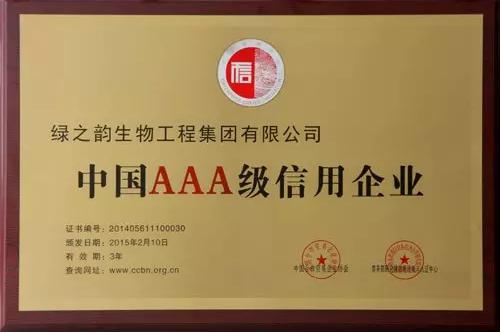 信
绿之韵生物工程集团有限公司
中国AAA级信用企业
证书编号：201405611100030
颁发日期：2015年2月10日
有 效 期：3年
查询网址：www.ccbn.org.cn